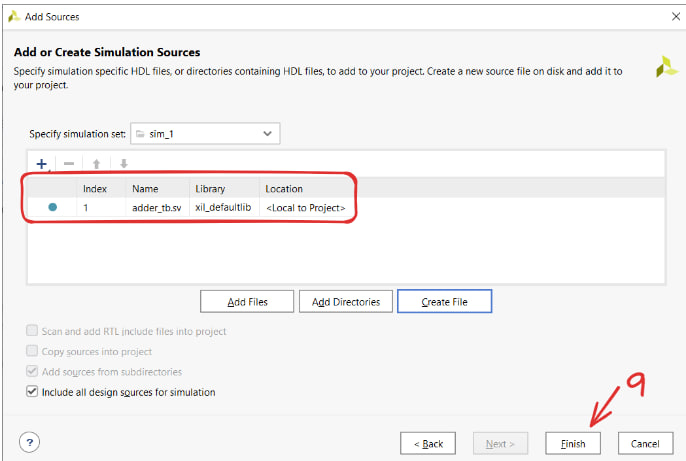 Add Sources
Add or Create Simulation Sources
Specify simulation specific HDL files, or directories containing HDL files, to add to your project. Create a new source file on disk and add it to
your project.
Specify simulation set: sim_1
Index Name Library Location
1 adder_tb.sv xil_defaultlib <Local to Project>
Add Files Add Directories Create File
Scan and add RTL include files into project
Copy sources into project
Add sources from subdirectories
Include all design sources for simulation
9
? < Back Next > Finish Cancel